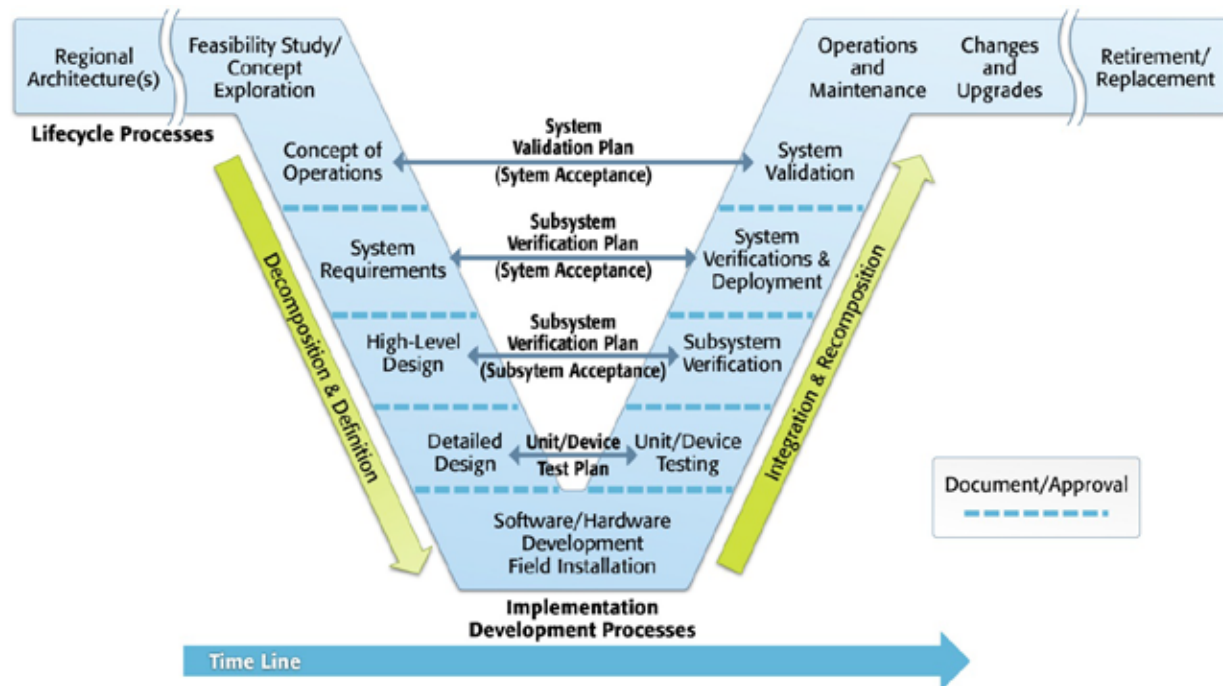 Regional
Architecture(s)
Feasibility Study/
Concept
Exploration
Operations
and
Maintenance
Changes
and
Upgrades
Retirement/
Replacement
Lifecycle Processes
Concept of
Operations
System
Validation Plan
(Sytem Acceptance)
System
Validation
System
Requirements
Subsystem
Verification Plan
(Sytem Acceptance)
System
Verifications &
Deployment
High-Level
Design
Subsystem
Verification Plan
(Subsytem Acceptance)
Subsystem
Verification
Detailed
Design
Unit/Device
Test Plan
Unit/Device
Testing
Decomposition & Definition
Integration & Recomposition
Software/Hardware
Development
Field Installation
Document/Approval
Implementation
Development Processes
Time Line